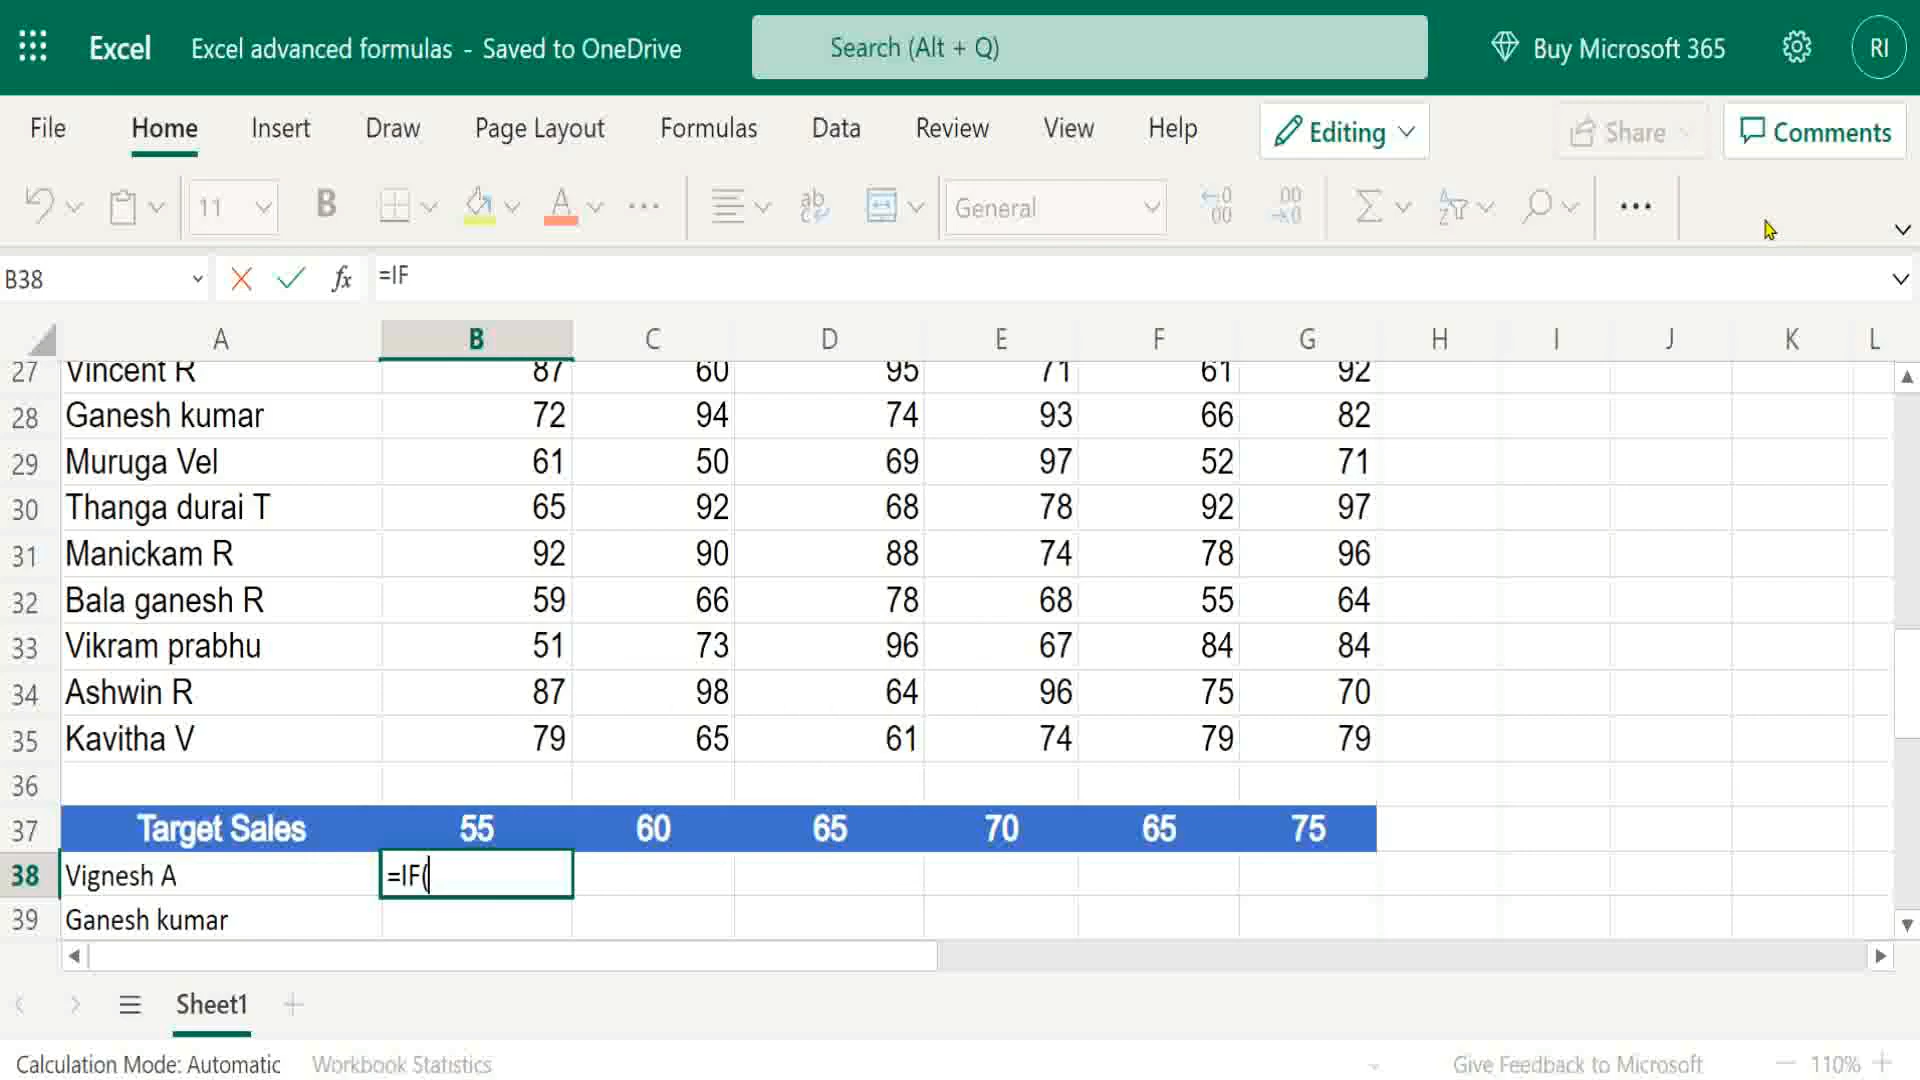 Excel Excel advanced formulas - Saved to OneDrive Search (Alt + Q) Buy Microsoft 365 RI
File Home Insert Draw Page Layout Formulas Data Review View Help Editing Share Comments
11 B A ab General
B38 fx =IF
A B C D E F G H I J K L
27 Vincent R 87 60 95 71 61 92
28 Ganesh kumar 72 94 74 93 66 82
29 Muruga Vel 61 50 69 97 52 71
30 Thanga durai T 65 92 68 78 92 97
31 Manickam R 92 90 88 74 78 96
32 Bala ganesh R 59 66 78 68 55 64
33 Vikram prabhu 51 73 96 67 84 84
34 Ashwin R 87 98 64 96 75 70
35 Kavitha V 79 65 61 74 79 79
36
37 Target Sales 55 60 65 70 65 75
38 Vignesh A =IF(
39 Ganesh kumar
Sheet1
Calculation Mode: Automatic Workbook Statistics Give Feedback to Microsoft 110%